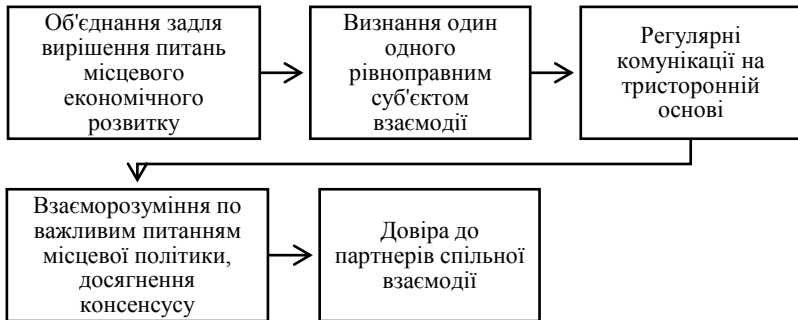 Об'єднання задля
вирішення питань
місцевого
економічного
розвитку
Визнання один
одного
рівноправним
суб'єктом
взаємодії
Регулярні
комунікації на
тристоронній
основі
Взаєморозуміння по
важливим питанням
місцевої політики,
досягнення
консенсусу
Довіра до
партнерів спільної
взаємодії